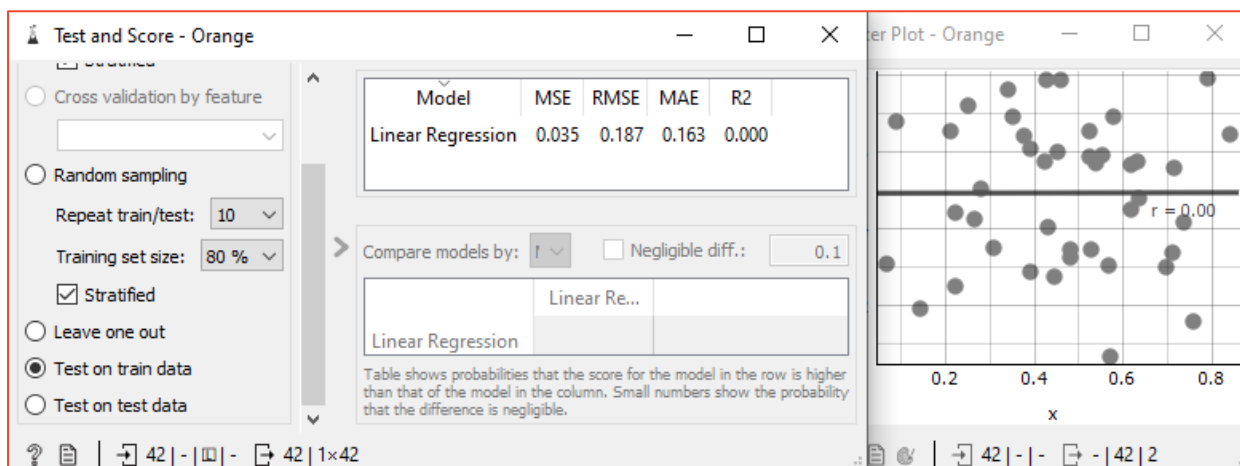 Test and Score - Orange
Stratified
Cross validation by feature
Random sampling
Repeat train/test: 10
Training set size: 80 %
Stratified
Leave one out
Test on train data
Test on test data
Model MSE RMSE MAE R2
Linear Regression 0.035 0.187 0.163 0.000
Compare models by: Negligible diff.: 0.1
Linear Re...
Linear Regression
Table shows probabilities that the score for the model in the row is higher
than that of the model in the column. Small numbers show the probability
that the difference is negligible.
42 | - | - 42 | 1×42
Plot - Orange
r = 0.00
0.2 0.4 0.6 0.8
x
42 | - | - - | 42 | 2